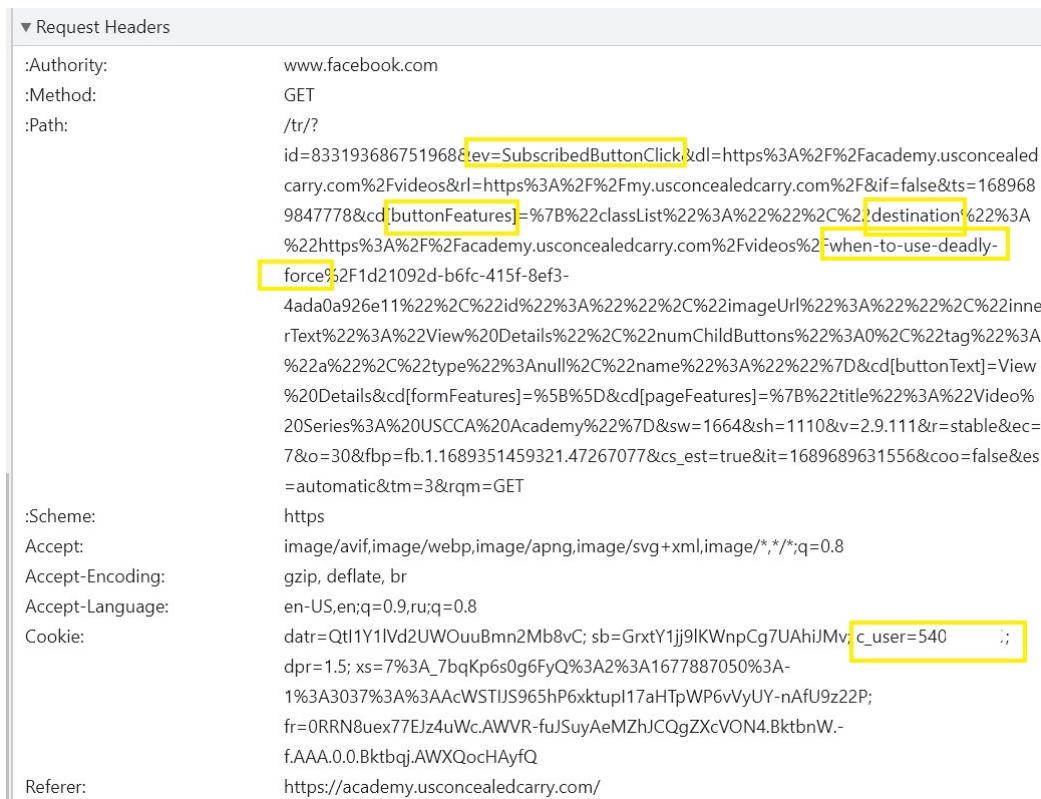 ▼ Request Headers
:Authority: www.facebook.com
:Method: GET
:Path: /tr/?
id=833193686751968&ev=SubscribedButtonClick&dl=https%3A%2F%2Facademy.usconcealed
carry.com%2Fvideos&rl=https%3A%2F%2Fmy.usconcealedcarry.com%2F&if=false&ts=168968
9847778&cd[buttonFeatures]=%7B%22classList%22%3A%22%22%2C%22destination%22%3A
%22https%3A%2F%2Facademy.usconcealedcarry.com%2Fvideos%2Fwhen-to-use-deadly-
force%2F1d21092d-b6fc-415f-8ef3-
4ada0a926e11%22%2C%22id%22%3A%22%22%2C%22imageUrl%22%3A%22%22%2C%22inne
rText%22%3A%22View%20Details%22%2C%22numChildButtons%22%3A0%2C%22tag%22%3A
%22a%22%2C%22type%22%3Anull%2C%22name%22%3A%22%22%7D&cd[buttonText]=View
%20Details&cd[formFeatures]=%5B%5D&cd[pageFeatures]=%7B%22title%22%3A%22Video%
20Series%3A%20USCCA%20Academy%22%7D&sw=1664&sh=1110&v=2.9.111&r=stable&ec=
7&o=30&fbp=fb.1.1689351459321.47267077&cs_est=true&it=1689689631556&coo=false&es
=automatic&tm=3&rqm=GET
:Scheme: https
Accept: image/avif,image/webp,image/apng,image/svg+xml,image/*,*/*;q=0.8
Accept-Encoding: gzip, deflate, br
Accept-Language: en-US,en;q=0.9,ru;q=0.8
Cookie: datr=QtI1Y1lVd2UWOuuBmn2Mb8vC; sb=GrxtY1jj9lKWnpCg7UAhiJMv; c_user=540 ;
dpr=1.5; xs=7%3A_7bqKp6s0g6FyQ%3A2%3A1677887050%3A-
1%3A3037%3A%3AAcWSTIJS965hP6xktupI17aHTpWP6vVyUY-nAfU9z22P;
fr=0RRN8uex77EJz4uWc.AWVR-fuJSuyAeMZhJCQgZXcVON4.BktbnW.-
f.AAA.0.0.Bktbqj.AWXQocHAyfQ
Referer: https://academy.usconcealedcarry.com/